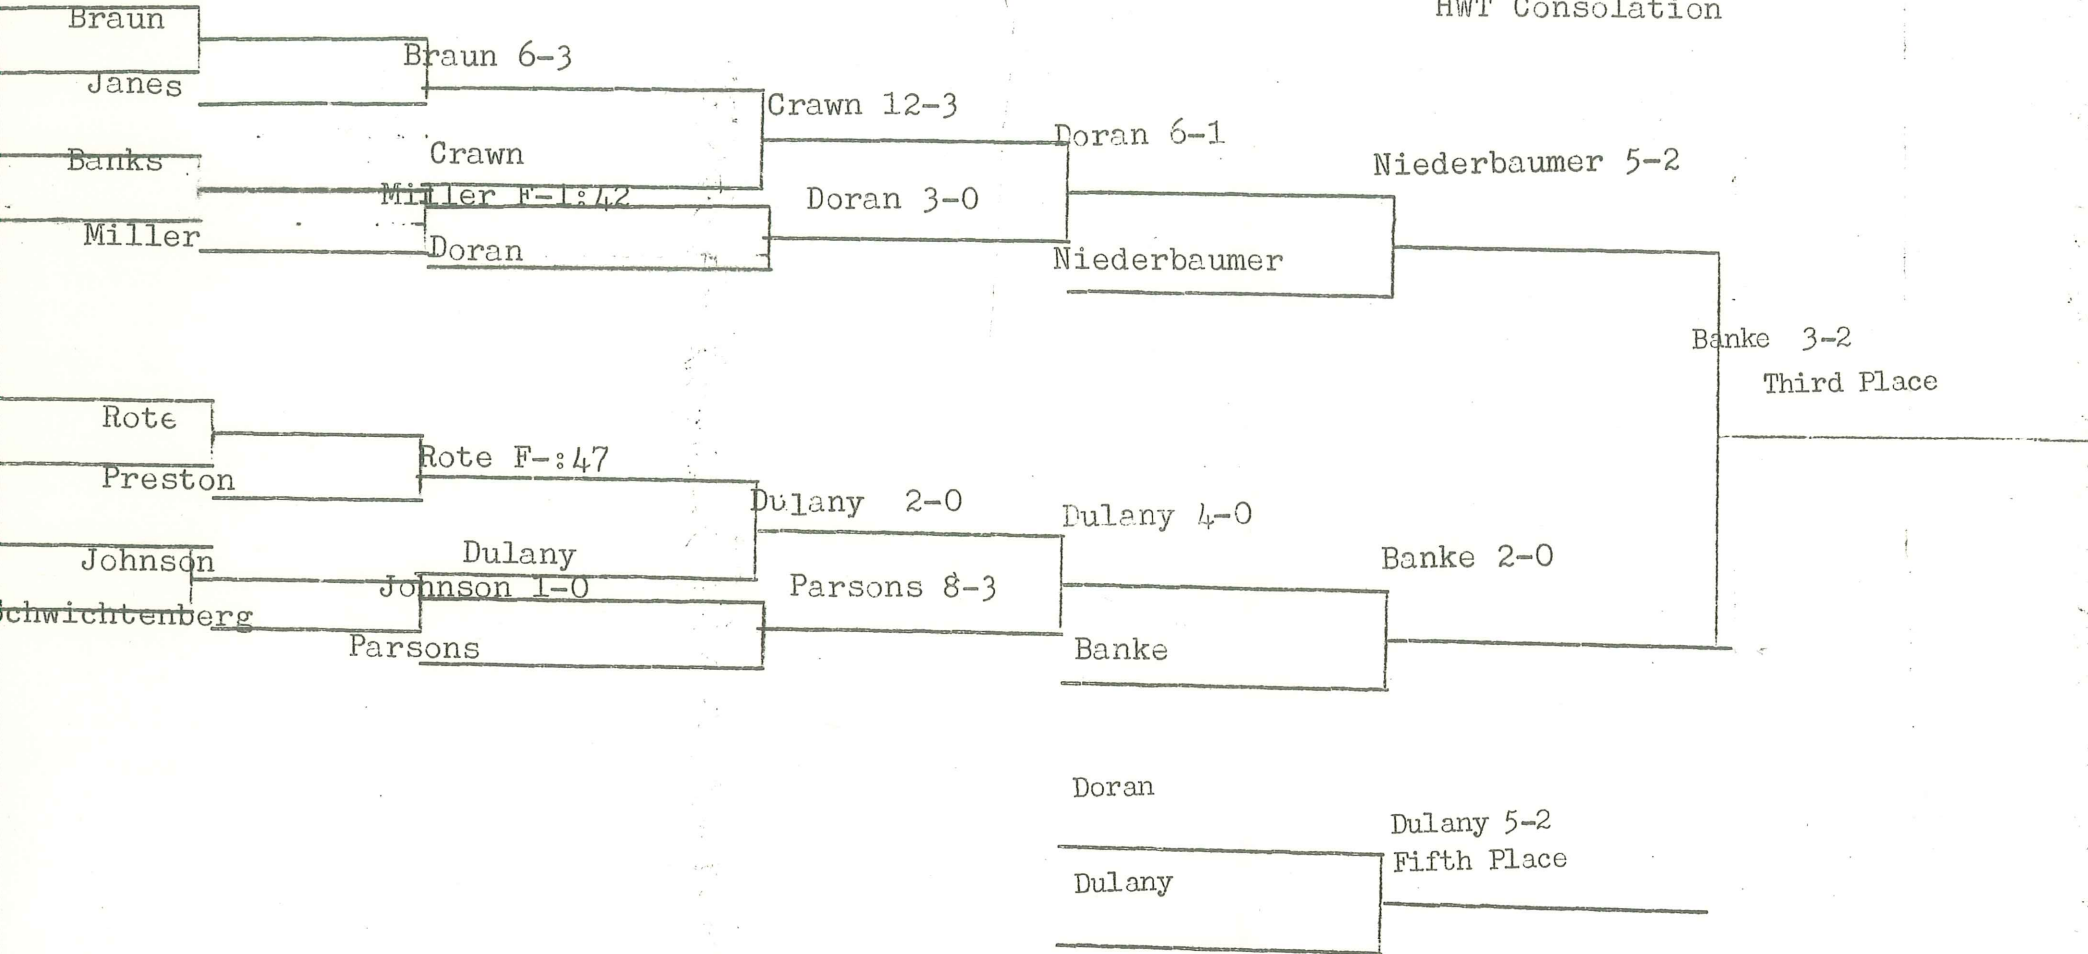 HWT Consolation
Braun
Janes
Braun 6-3
Crawn 12-3
Banks
Crawn
Miller F-1:42
Miller
Doran
Doran 3-0
Doran 6-1
Niederbaumer
Niederbaumer 5-2
Banke 3-2
Third Place
Rote
Preston
Rote F-:47
Dulany 2-0
Johnson
Dulany
Johnson 1-0
Schwichtenberg
Parsons
Parsons 8-3
Dulany 4-0
Banke
Banke 2-0
Doran
Dulany
Dulany 5-2
Fifth Place